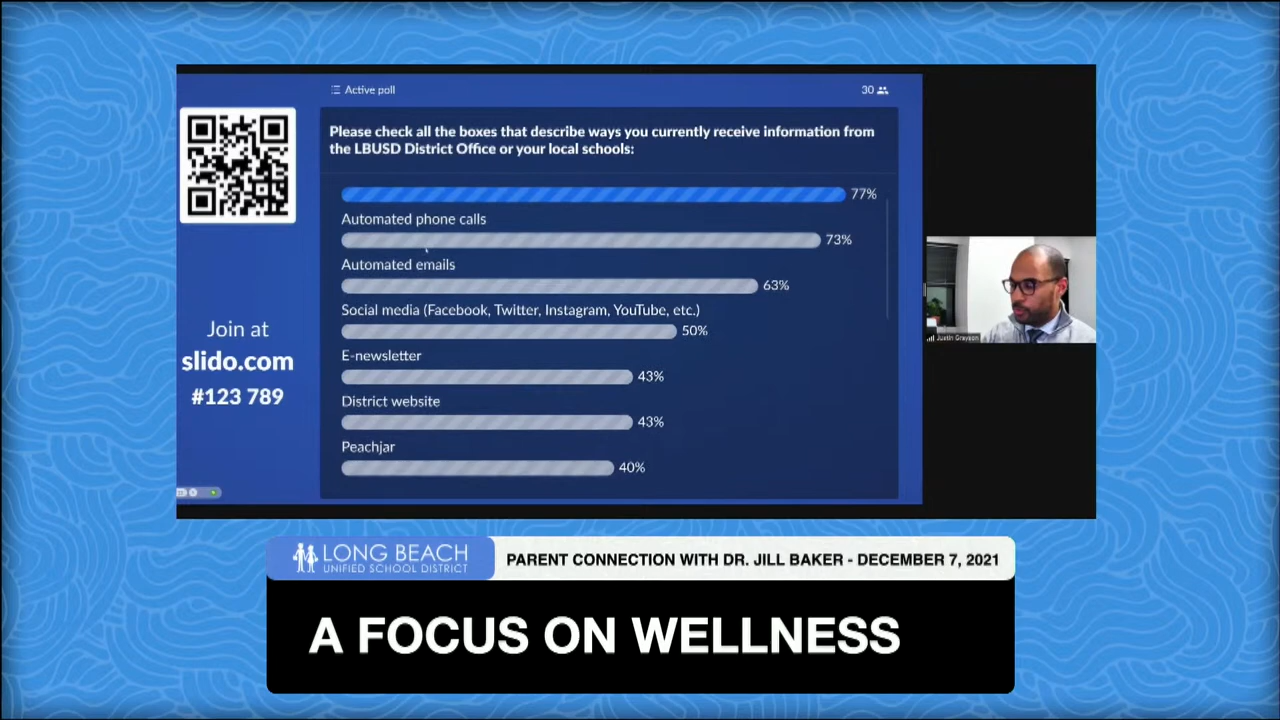 Active poll
30
Please check all the boxes that describe ways you currently receive information from
the LBUSD District Office or your local schools:
77%
Automated phone calls
73%
Automated emails
63%
Social media (Facebook, Twitter, Instagram, YouTube, etc.)
50%
E-newsletter
43%
District website
43%
Peachjar
40%
Join at
slido.com
#123 789
Justin Grayson
LONG BEACH
UNIFIED SCHOOL DISTRICT
PARENT CONNECTION WITH DR. JILL BAKER - DECEMBER 7, 2021
A FOCUS ON WELLNESS